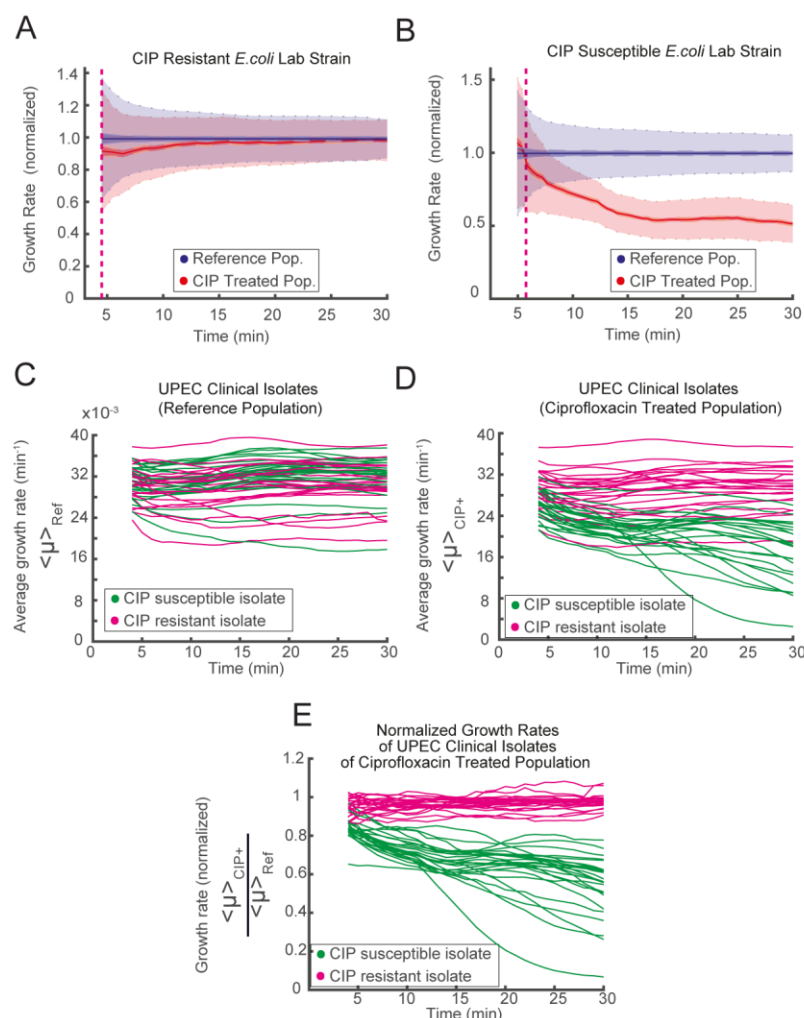 A
CIP Resistant E.coli Lab Strain
Growth Rate (normalized)
1.4
1.2
1.0
0.8
0.6
0.4
0.2
0
Reference Pop.
CIP Treated Pop.
5
10
15
20
25
30
Time (min)
B
CIP Susceptible E.coli Lab Strain
Growth Rate (normalized)
1.5
1.0
0.5
0
Reference Pop.
CIP Treated Pop.
5
10
15
20
25
30
Time (min)
C
UPEC Clinical Isolates
(Reference Population)
x10⁻³
Average growth rate (min⁻¹)
<μ>Ref
40
32
24
16
8
0
CIP susceptible isolate
CIP resistant isolate
0
5
10
15
20
25
30
Time (min)
D
UPEC Clinical Isolates
(Ciprofloxacin Treated Population)
Average growth rate (min⁻¹)
<μ>CIP+
40
32
24
16
8
0
CIP susceptible isolate
CIP resistant isolate
0
5
10
15
20
25
30
Time (min)
E
Normalized Growth Rates
of UPEC Clinical Isolates
of Ciprofloxacin Treated Population
Growth rate (normalized)
<μ>CIP+
<μ>Ref
1.2
1
0.8
0.6
0.4
0.2
0
CIP susceptible isolate
CIP resistant isolate
5
10
15
20
25
30
Time (min)